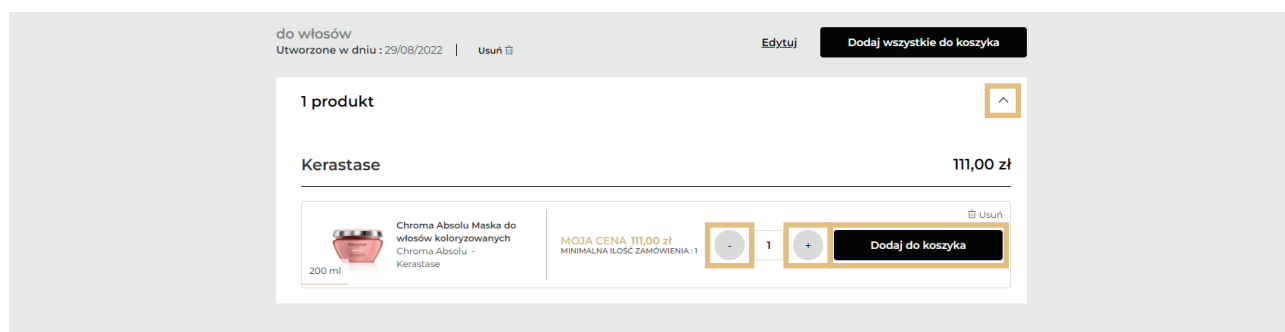 do włosów
Utworzone w dniu : 29/08/2022 | Usuń
Edytuj
Dodaj wszystkie do koszyka
1 produkt
Kerastase
111,00 zł
Usuń
Chroma Absolu Maska do
włosów koloryzowanych
Chroma Absolu -
Kerastase
200 ml
MOJA CENA 111,00 zł
MINIMALNA ILOŚĆ ZAMÓWIENIA : 1
- 1 +
Dodaj do koszyka